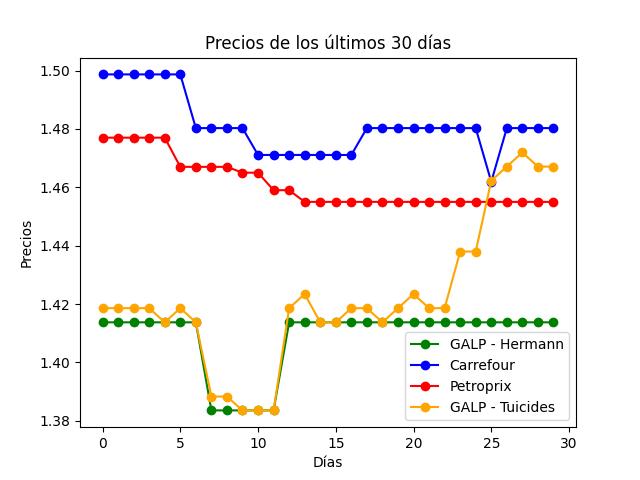 Precios de los últimos 30 días
Precios
1.50
1.48
1.46
1.44
1.42
1.40
1.38
GALP - Hermann
Carrefour
Petroprix
GALP - Tuicides
0 5 10 15 20 25 30
Días